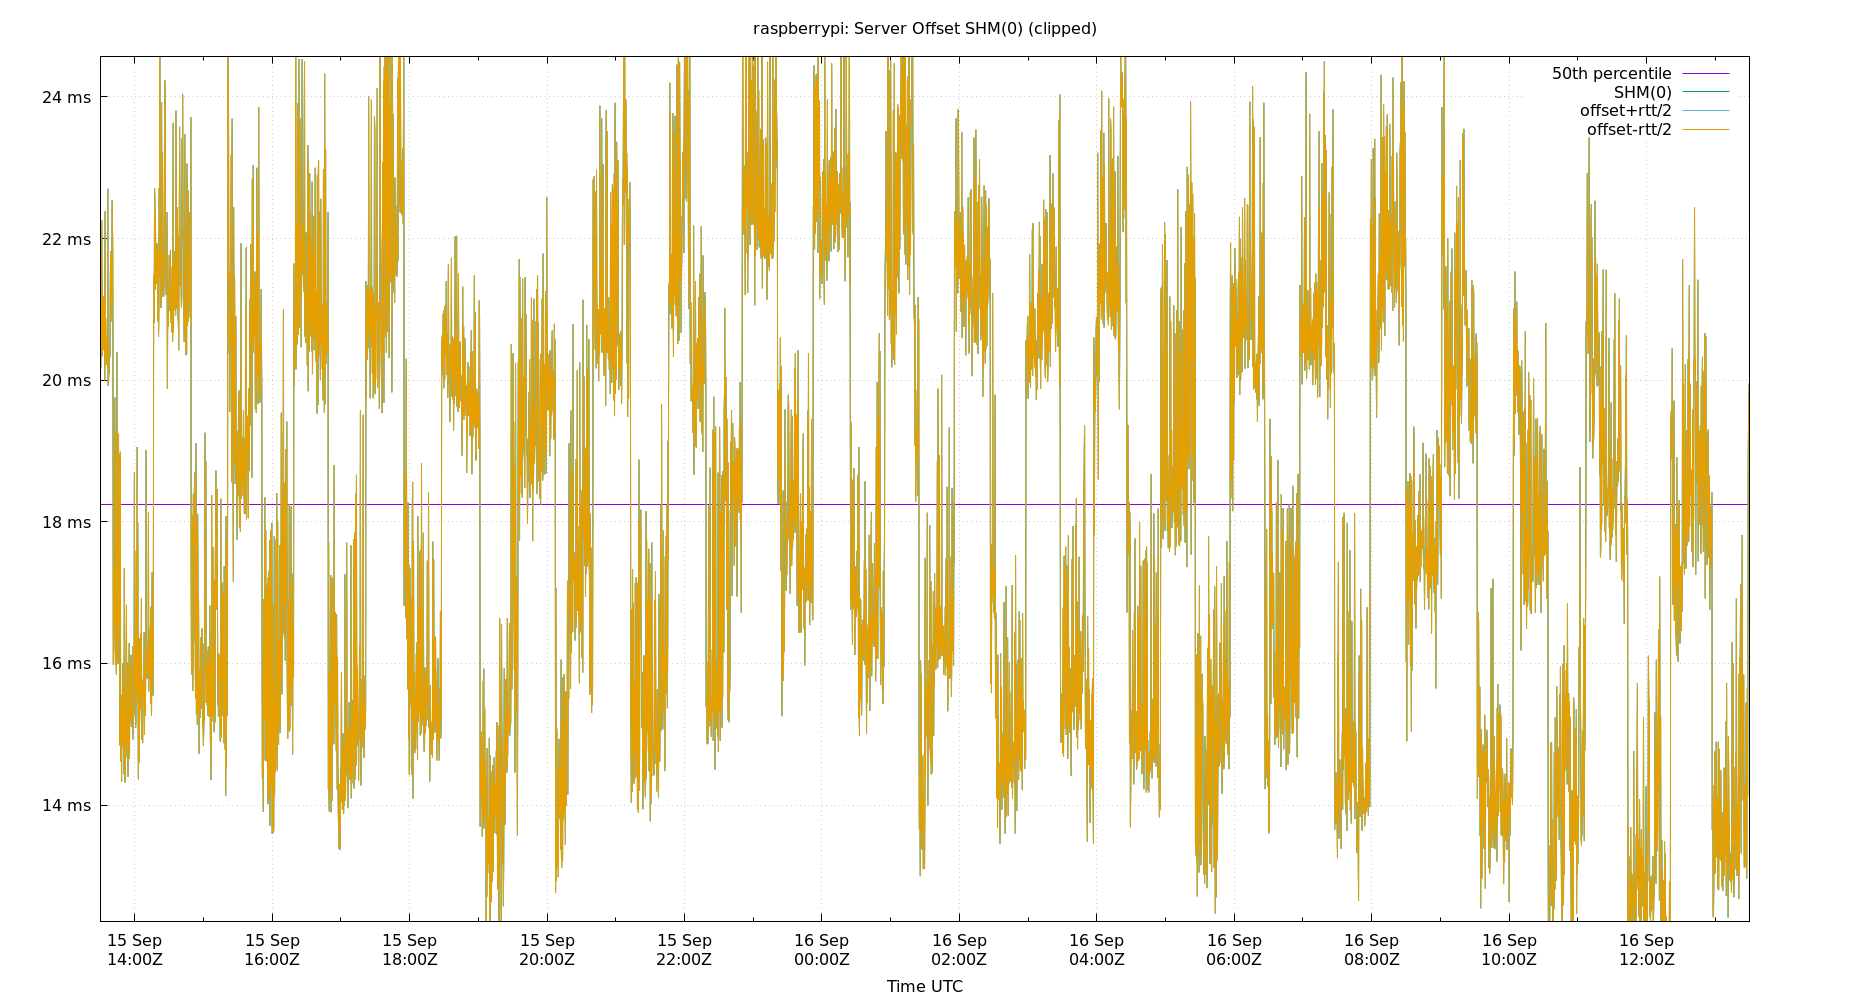 raspberrypi: Server Offset SHM(0) (clipped)
50th percentile
SHM(0)
offset+rtt/2
offset-rtt/2
24 ms
22 ms
20 ms
18 ms
16 ms
14 ms
15 Sep 15 Sep 15 Sep 15 Sep 15 Sep 16 Sep 16 Sep 16 Sep 16 Sep 16 Sep 16 Sep 16 Sep
14:00Z 16:00Z 18:00Z 20:00Z 22:00Z 00:00Z 02:00Z 04:00Z 06:00Z 08:00Z 10:00Z 12:00Z
Time UTC